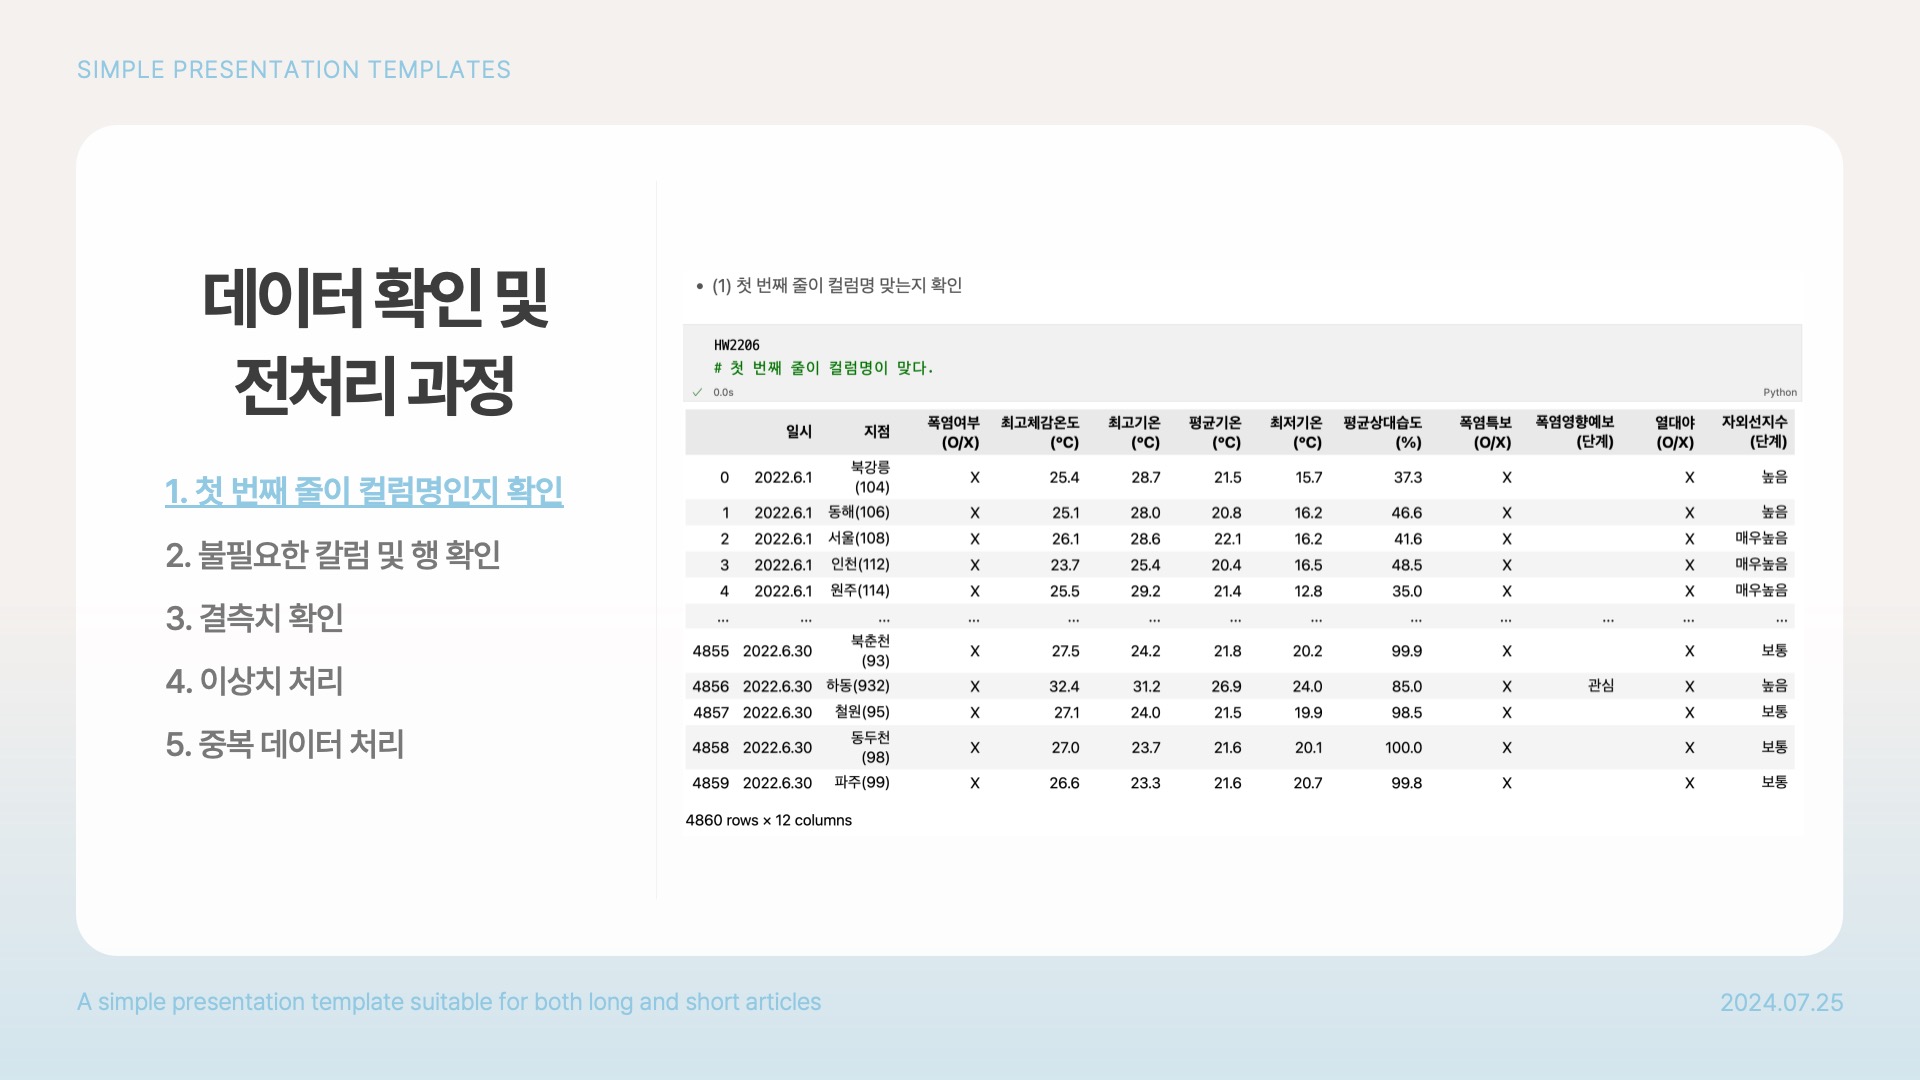 SIMPLE PRESENTATION TEMPLATES
데이터 확인 및
전처리 과정
1. 첫 번째 줄이 컬럼명인지 확인
2. 불필요한 칼럼 및 행 확인
3. 결측치 확인
4. 이상치 처리
5. 중복 데이터 처리
• (1) 첫 번째 줄이 컬럼명 맞는지 확인
HW2206
# 첫 번째 줄이 컬럼명이 맞다.
✓ 0.0s Python
일시 지점 폭염여부 (O/X) 최고체감온도 (°C) 최고기온 (°C) 평균기온 (°C) 최저기온 (°C) 평균상대습도 (%) 폭염특보 (O/X) 폭염영향예보 (단계) 열대야 (O/X) 자외선지수 (단계)
0 2022.6.1 북강릉 (104) X 25.4 28.7 21.5 15.7 37.3 X X 높음
1 2022.6.1 동해(106) X 25.1 28.0 20.8 16.2 46.6 X X 높음
2 2022.6.1 서울(108) X 26.1 28.6 22.1 16.2 41.6 X X 매우높음
3 2022.6.1 인천(112) X 23.7 25.4 20.4 16.5 48.5 X X 매우높음
4 2022.6.1 원주(114) X 25.5 29.2 21.4 12.8 35.0 X X 매우높음
... ... ... ... ... ... ... ... ... ... ... ... ...
4855 2022.6.30 북춘천 (93) X 27.5 24.2 21.8 20.2 99.9 X X 보통
4856 2022.6.30 하동(932) X 32.4 31.2 26.9 24.0 85.0 X 관심 X 높음
4857 2022.6.30 철원(95) X 27.1 24.0 21.5 19.9 98.5 X X 보통
4858 2022.6.30 동두천 (98) X 27.0 23.7 21.6 20.1 100.0 X X 보통
4859 2022.6.30 파주(99) X 26.6 23.3 21.6 20.7 99.8 X X 보통
4860 rows × 12 columns
A simple presentation template suitable for both long and short articles
2024.07.25